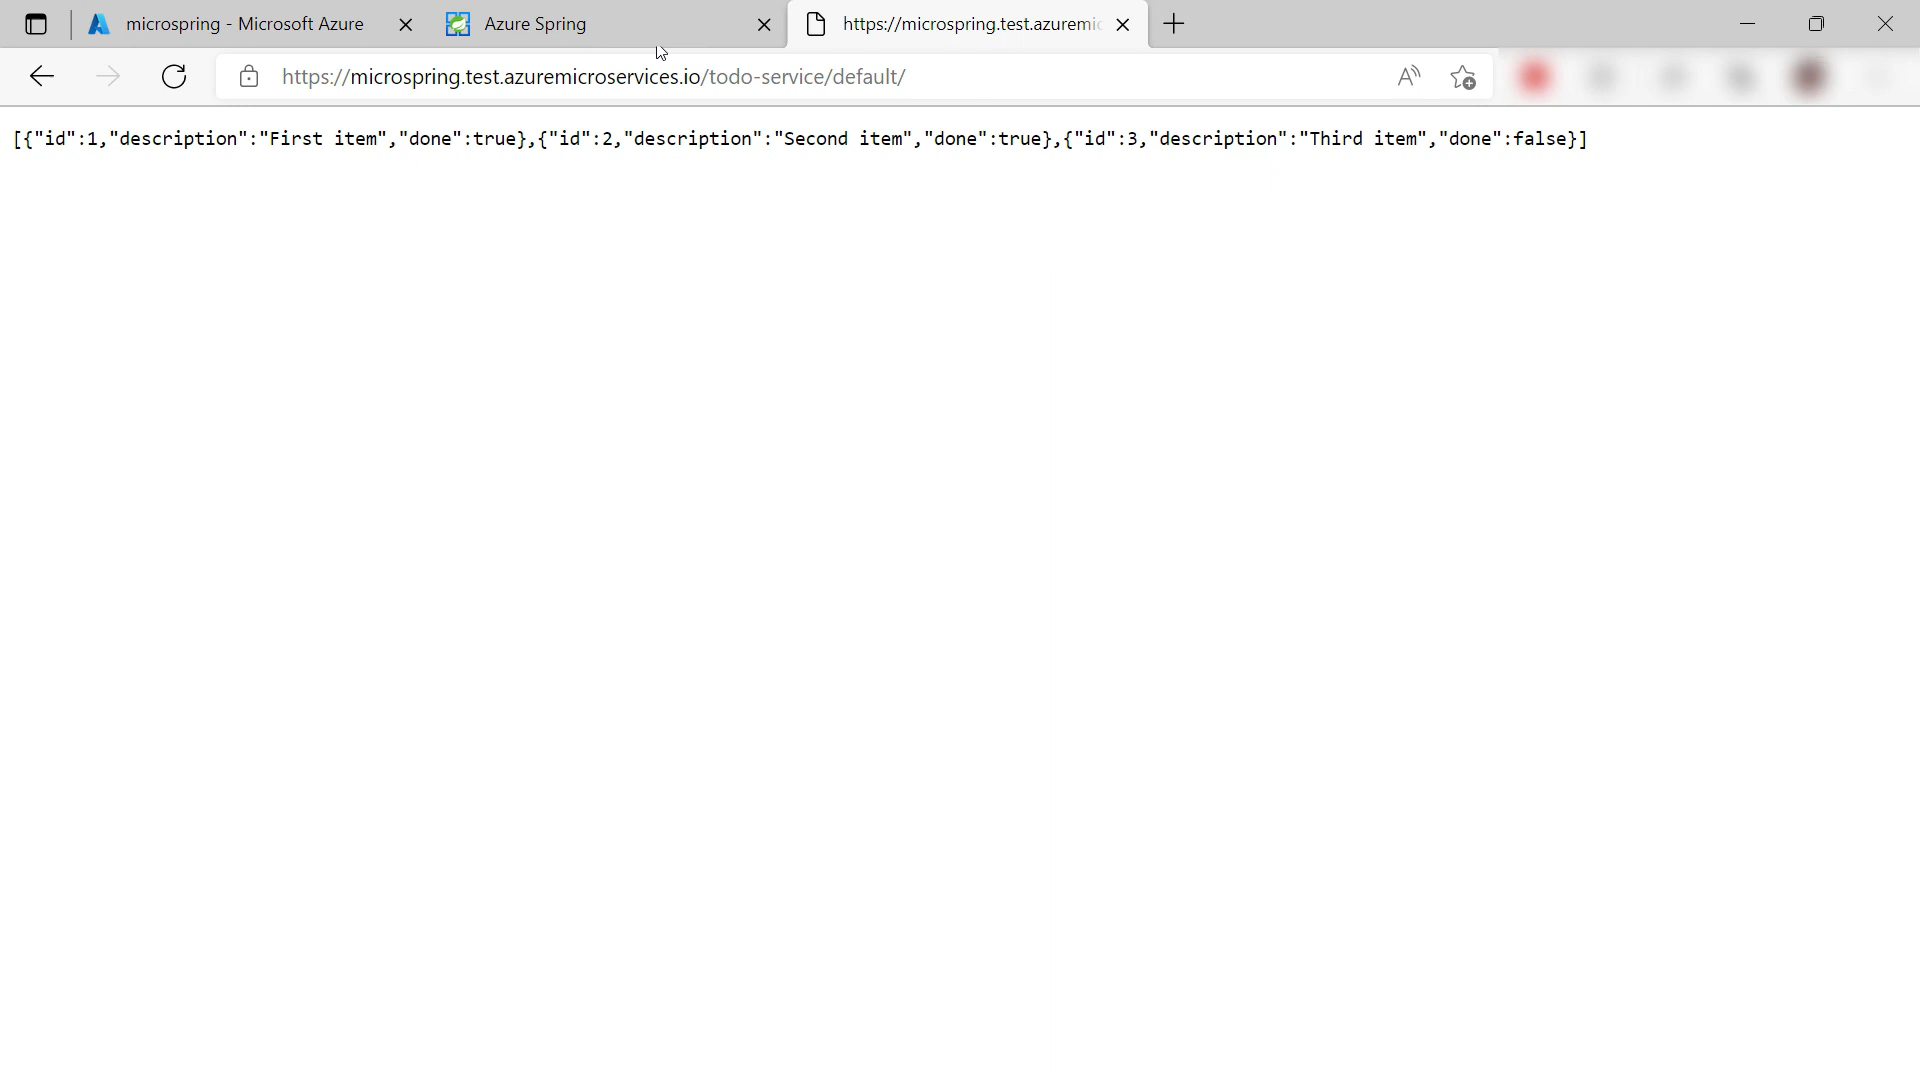 microspring - Microsoft Azure
Azure Spring
https://microspring.test.azuremic
https://microspring.test.azuremicroservices.io/todo-service/default/
[{"id":1,"description":"First item","done":true},{"id":2,"description":"Second item","done":true},{"id":3,"description":"Third item","done":false}]